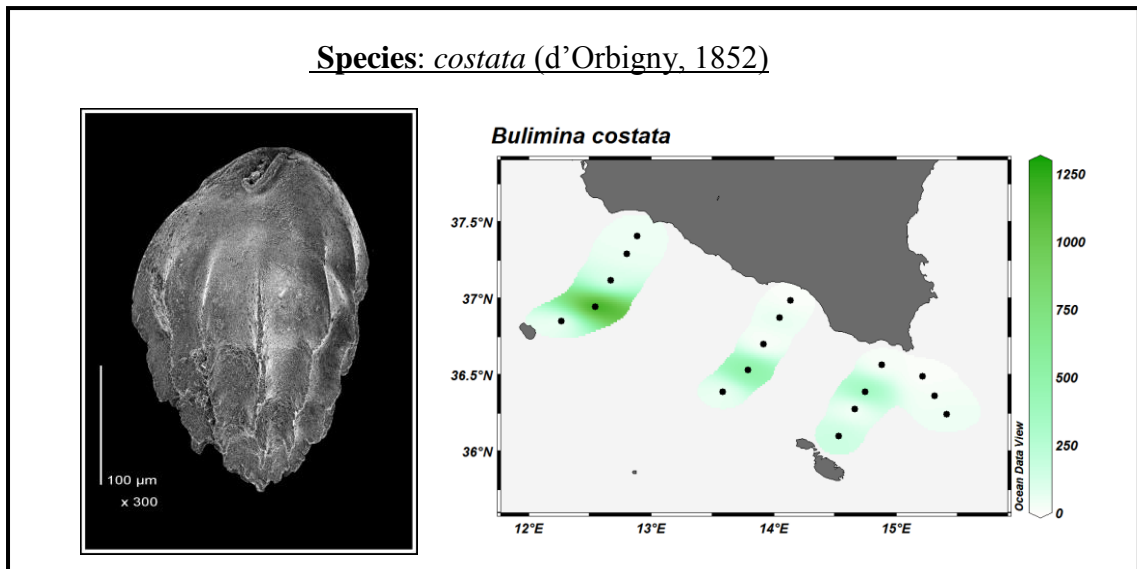 Species: costata (d’Orbigny, 1852)
100 µm
x 300
Bulimina costata
37.5°N
37°N
36.5°N
36°N
12°E
13°E
14°E
15°E
Ocean Data View
1250
1000
750
500
250
0